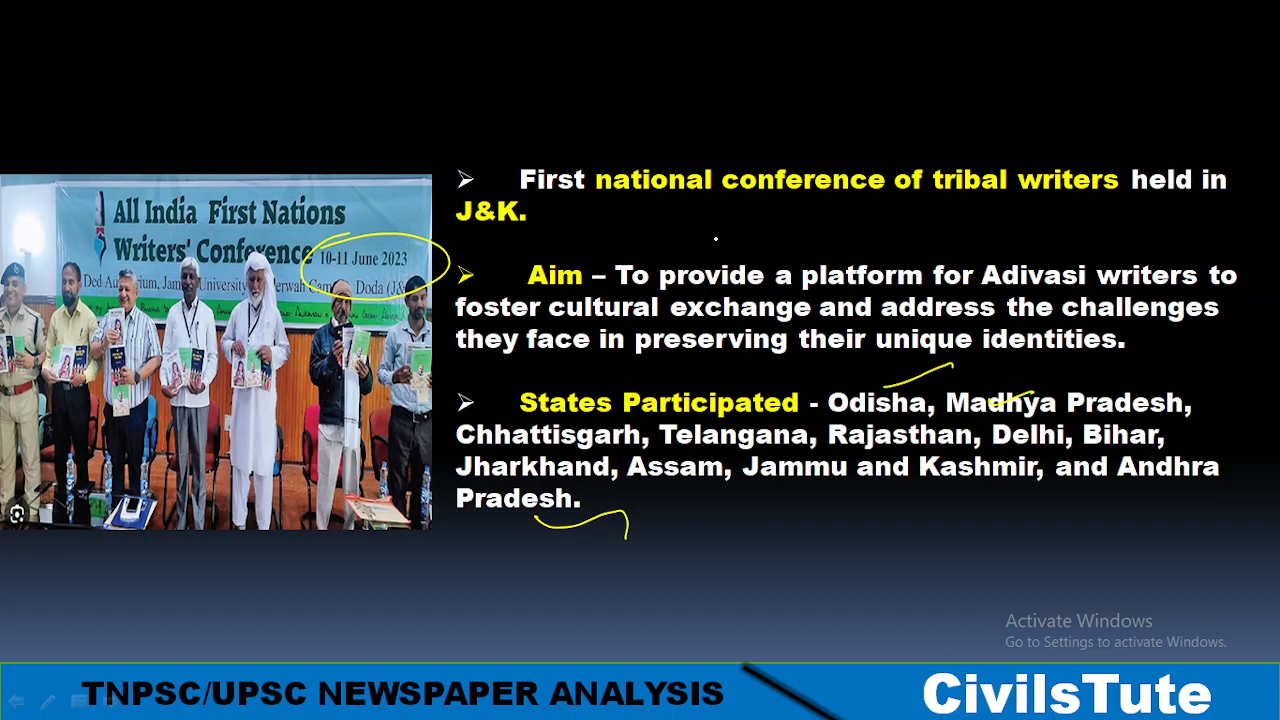 All India First Nations
Writers' Conference 10-11 June 2023
➢ First national conference of tribal writers held in
J&K.
➢ Aim – To provide a platform for Adivasi writers to
foster cultural exchange and address the challenges
they face in preserving their unique identities.
➢ States Participated - Odisha, Madhya Pradesh,
Chhattisgarh, Telangana, Rajasthan, Delhi, Bihar,
Jharkhand, Assam, Jammu and Kashmir, and Andhra
Pradesh.
Activate Windows
Go to Settings to activate Windows.
TNPSC/UPSC NEWSPAPER ANALYSIS
CivilsTute